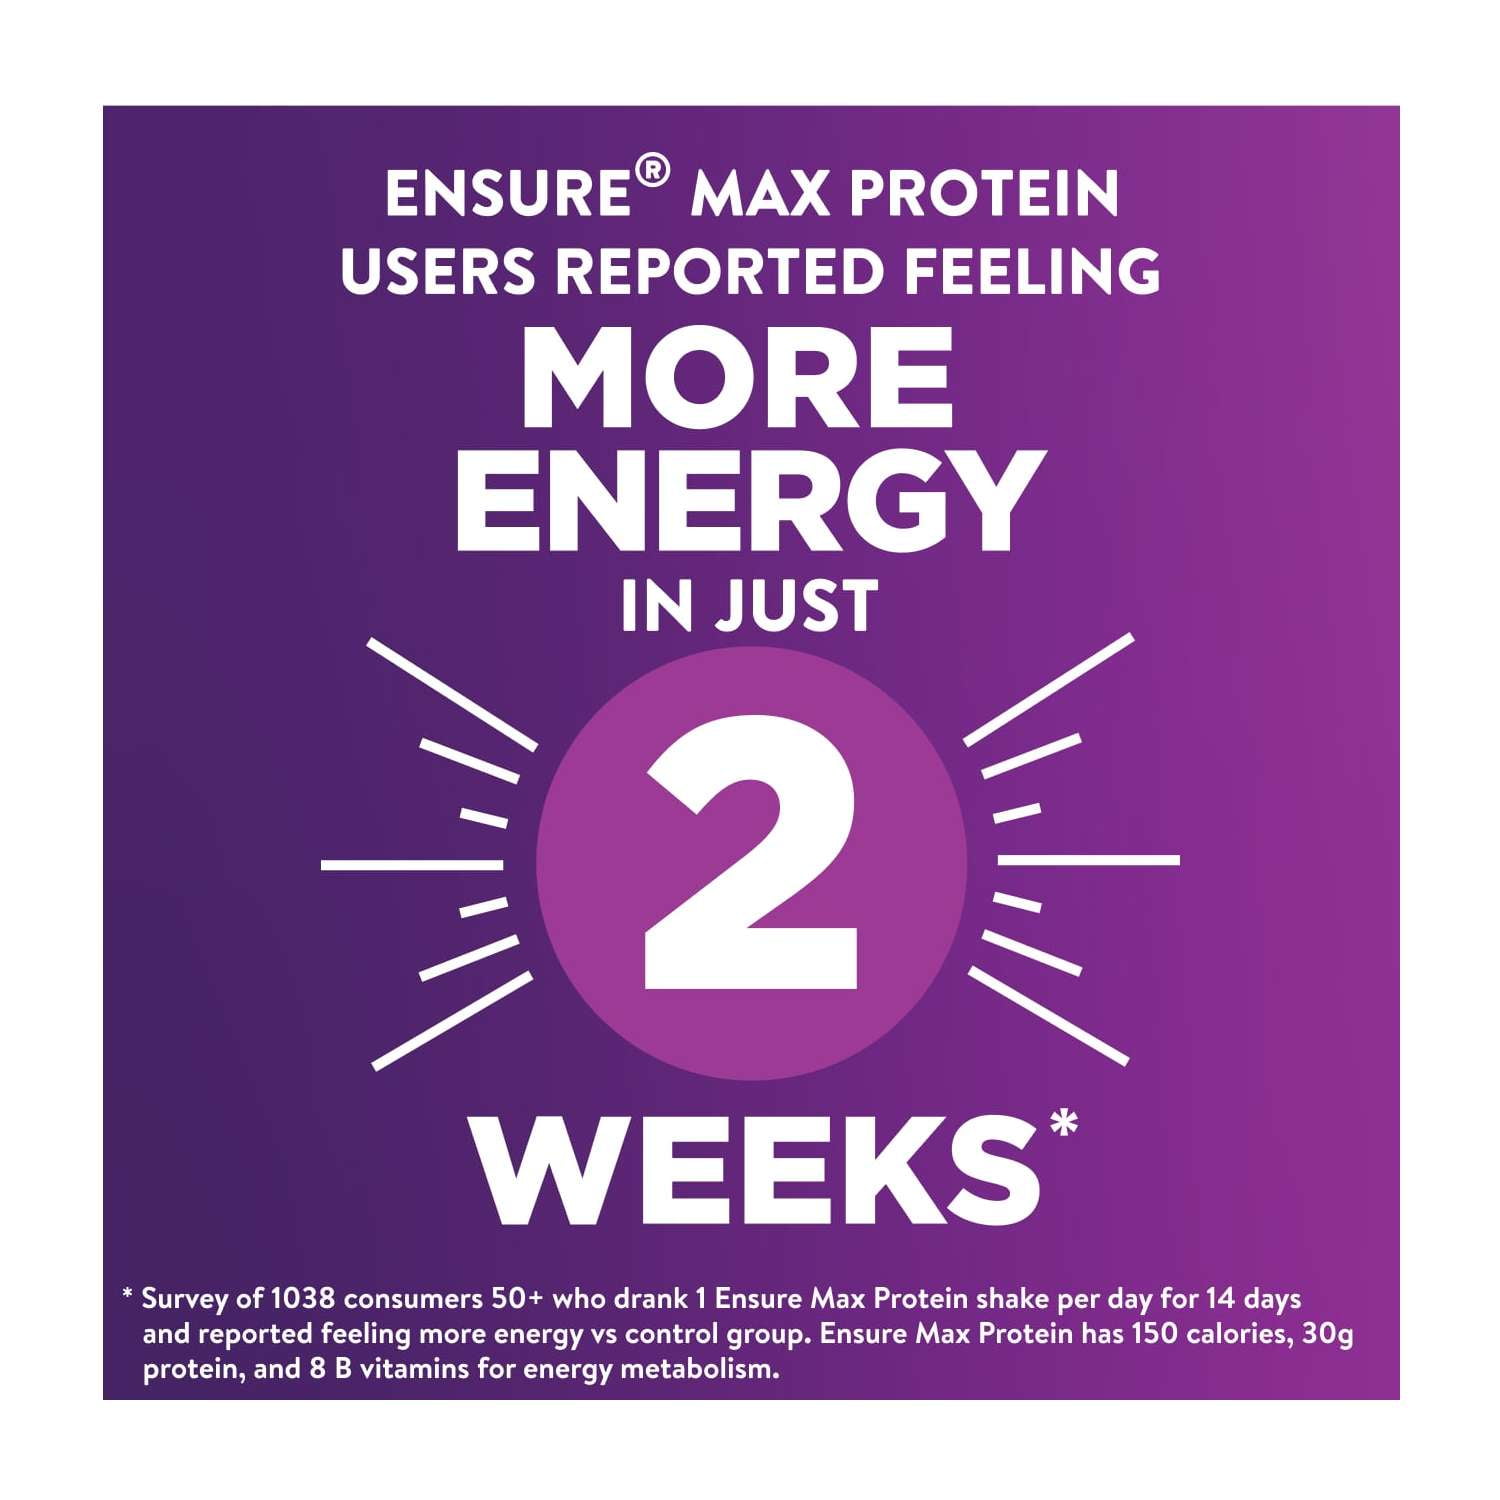 ENSURE® MAX PROTEIN
USERS REPORTED FEELING
MORE
ENERGY
IN JUST
2
WEEKS*
* Survey of 1038 consumers 50+ who drank 1 Ensure Max Protein shake per day for 14 days
and reported feeling more energy vs control group. Ensure Max Protein has 150 calories, 30g
protein, and 8 B vitamins for energy metabolism.